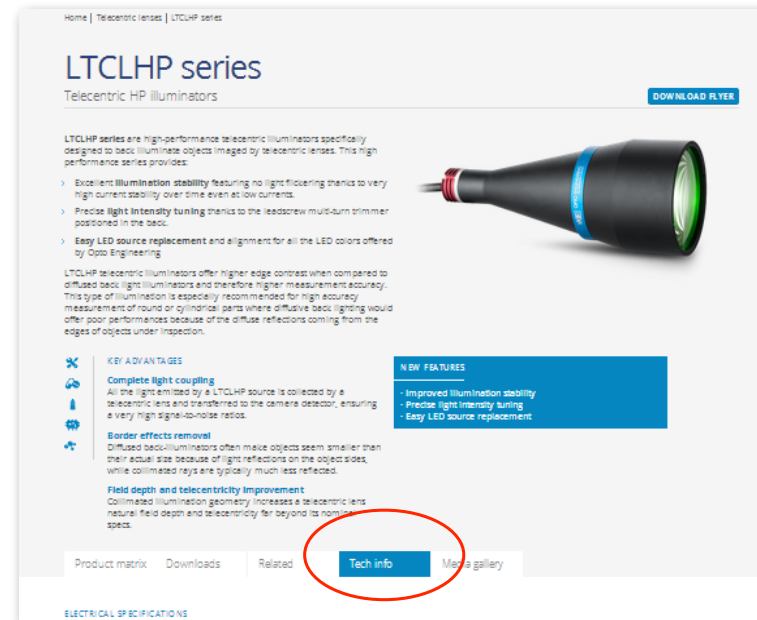 Home | Telecentric lenses | LTCLHP series
LTCLHP series
Telecentric HP illuminators
DOWNLOAD FLYER
LTCLHP series are high-performance telecentric illuminators specifically
designed to back illuminate objects imaged by telecentric lenses. This high
performance series provides:
› Excellent illumination stability featuring no light flickering thanks to very
high current stability over time even at low currents.
› Precise light intensity tuning thanks to the leadscrew multi-turn trimmer
positioned in the back.
› Easy LED source replacement and alignment for all the LED colors offered
by Opto Engineering
LTCLHP telecentric illuminators offer higher edge contrast when compared to
diffused back light illuminators and therefore higher measurement accuracy.
This type of illumination is especially recommended for high accuracy
measurement of round or cylindrical parts where diffusive back lighting would
offer poor performances because of the diffuse reflections coming from the
edges of objects under inspection.
KEY ADVANTAGES
Complete light coupling
All the light emitted by a LTCLHP source is collected by a
telecentric lens and transferred to the camera detector, ensuring
a very high signal-to-noise ratios.
Border effects removal
Diffused back-illuminators often make objects seem smaller than
their actual size because of light reflections on the object sides,
while collimated rays are typically much less reflected.
Field depth and telecentricity improvement
Collimated illumination geometry increases a telecentric lens
natural field depth and telecentricity far beyond its nominal
specs.
NEW FEATURES
- Improved illumination stability
- Precise light intensity tuning
- Easy LED source replacement
Product matrix Downloads Related Tech info Media gallery
ELECTRICAL SPECIFICATIONS